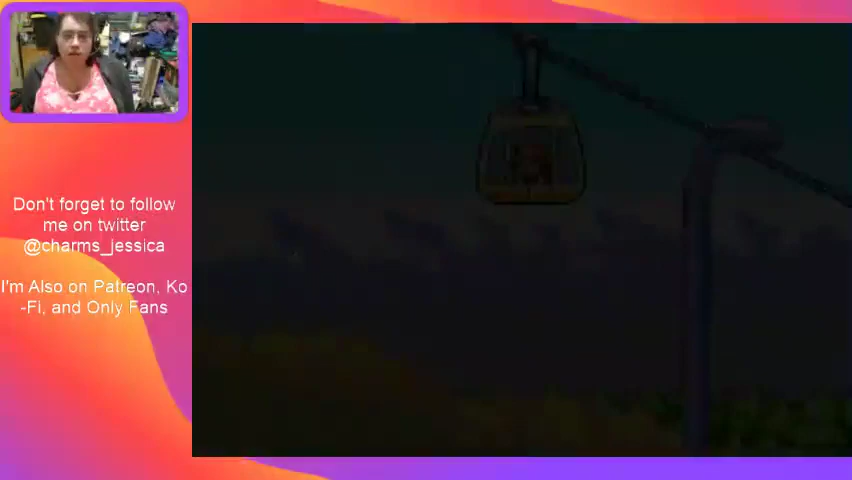 Don't forget to follow
me on twitter
@charms_jessica
I'm Also on Patreon, Ko
-Fi, and Only Fans